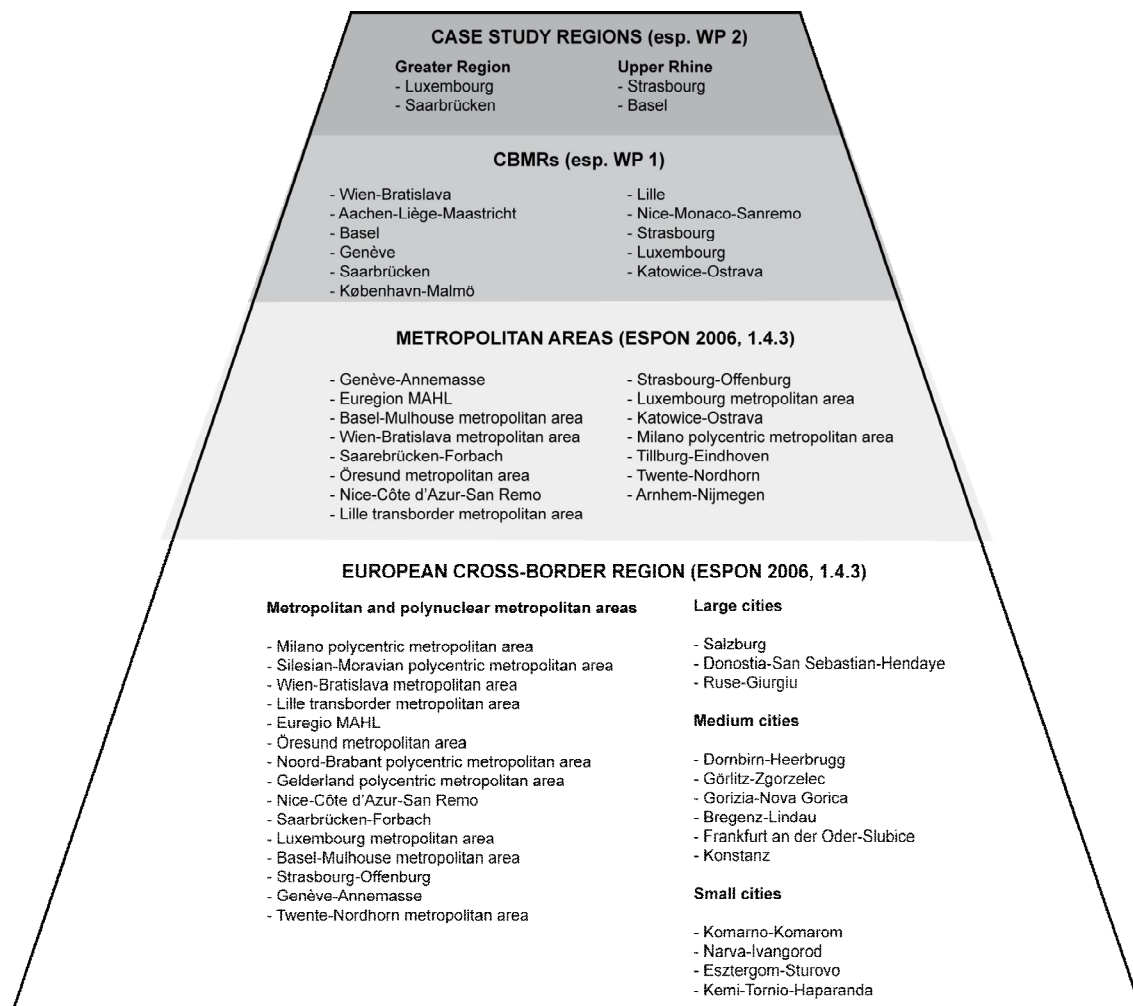 CASE STUDY REGIONS (esp. WP 2)
Greater Region
- Luxembourg
- Saarbrücken
Upper Rhine
- Strasbourg
- Basel
CBMRs (esp. WP 1)
- Wien-Bratislava
- Aachen-Liège-Maastricht
- Basel
- Genève
- Saarbrücken
- København-Malmö
- Lille
- Nice-Monaco-Sanremo
- Strasbourg
- Luxembourg
- Katowice-Ostrava
METROPOLITAN AREAS (ESPON 2006, 1.4.3)
- Genève-Annemasse
- Euregion MAHL
- Basel-Mulhouse metropolitan area
- Wien-Bratislava metropolitan area
- Saarebrücken-Forbach
- Öresund metropolitan area
- Nice-Côte d'Azur-San Remo
- Lille transborder metropolitan area
- Strasbourg-Offenburg
- Luxembourg metropolitan area
- Katowice-Ostrava
- Milano polycentric metropolitan area
- Tillburg-Eindhoven
- Twente-Nordhorn
- Arnhem-Nijmegen
EUROPEAN CROSS-BORDER REGION (ESPON 2006, 1.4.3)
Metropolitan and polynuclear metropolitan areas
- Milano polycentric metropolitan area
- Silesian-Moravian polycentric metropolitan area
- Wien-Bratislava metropolitan area
- Lille transborder metropolitan area
- Euregio MAHL
- Öresund metropolitan area
- Noord-Brabant polycentric metropolitan area
- Gelderland polycentric metropolitan area
- Nice-Côte d'Azur-San Remo
- Saarbrücken-Forbach
- Luxembourg metropolitan area
- Basel-Mulhouse metropolitan area
- Strasbourg-Offenburg
- Genève-Annemasse
- Twente-Nordhorn metropolitan area
Large cities
- Salzburg
- Donostia-San Sebastian-Hendaye
- Ruse-Giurgiu
Medium cities
- Dornbirn-Heerbrugg
- Görlitz-Zgorzelec
- Gorizia-Nova Gorica
- Bregenz-Lindau
- Frankfurt an der Oder-Slubice
- Konstanz
Small cities
- Komarno-Komarom
- Narva-Ivangorod
- Esztergom-Sturovo
- Kemi-Tornio-Haparanda